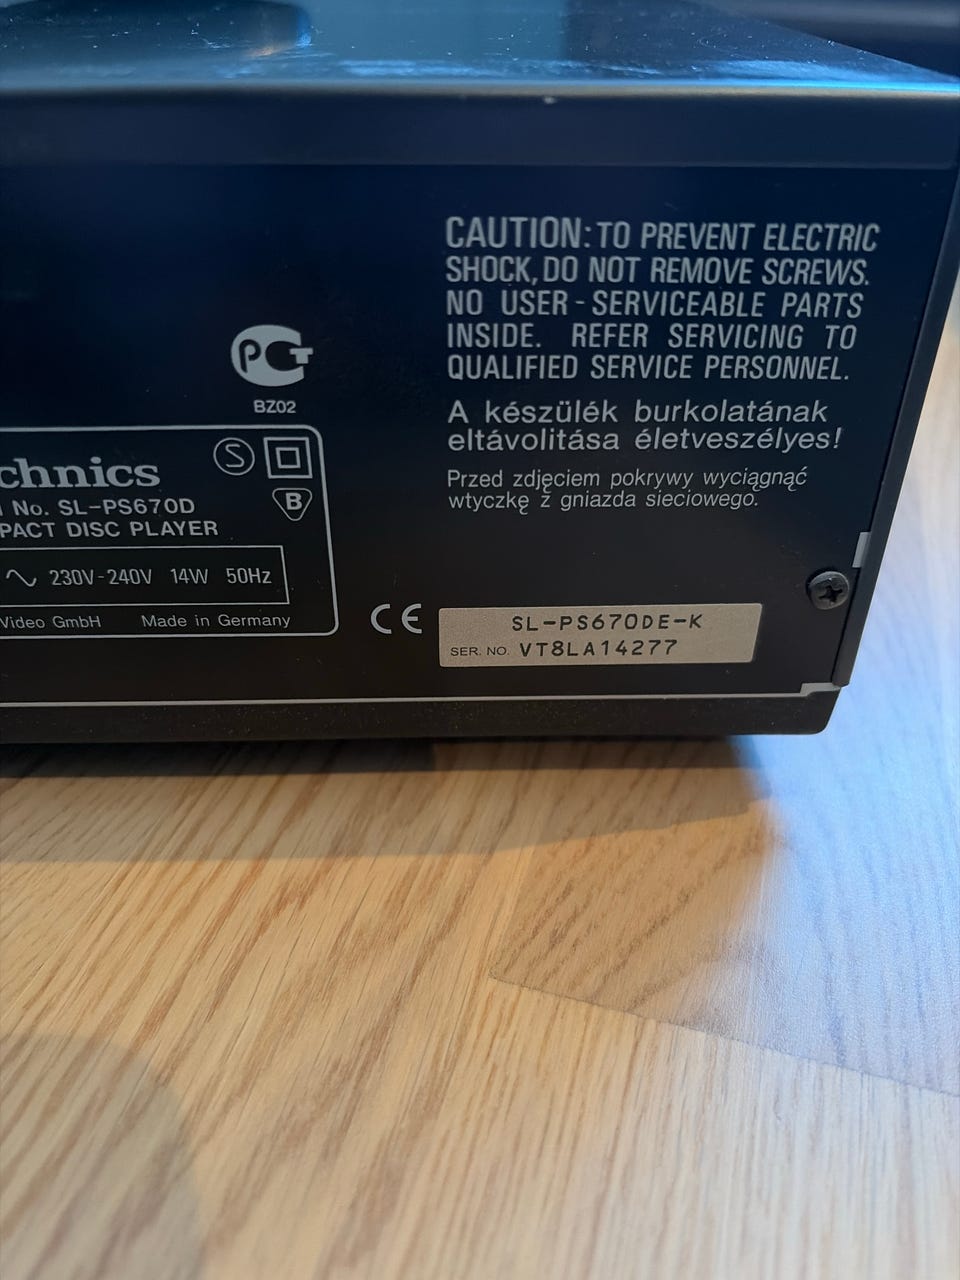 CAUTION: TO PREVENT ELECTRIC
SHOCK, DO NOT REMOVE SCREWS.
NO USER-SERVICEABLE PARTS
INSIDE. REFER SERVICING TO
QUALIFIED SERVICE PERSONNEL.
A készülék burkolatának
eltávolitása életveszélyes!
Przed zdjęciem pokrywy wyciągnąć
wtyczkę z gniazda sieciowego.
РСТ
BZ02
chnics
S
B
No. SL-PS670D
PACT DISC PLAYER
230V-240V 14W 50Hz
Video GmbH Made in Germany
CE
SL-PS670DE-K
SER. NO. VT8LA14277